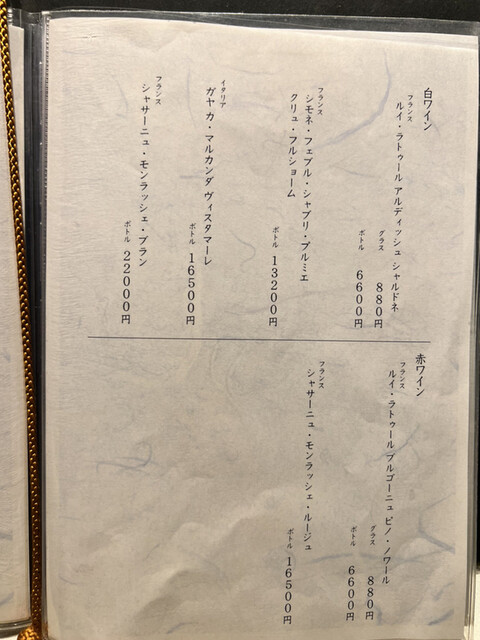 白ワイン
フランス
ルイ・ラトゥール アルディッシュ シャルドネ
グラス 880円
ボトル 6600円
フランス
シモネ・フェブル・シャブリ・プルミエ
クリュ・フルショーム
ボトル 13200円
イタリア
ガヤ カ・マルカンダ ヴィスタマーレ
ボトル 16500円
フランス
シャサーニュ・モンラッシェ・ブラン
ボトル 22000円
赤ワイン
フランス
ルイ・ラトゥール ブルゴーニュ ピノ・ノワール
グラス 880円
ボトル 6600円
フランス
シャサーニュ・モンラッシェ・ルージュ
ボトル 16500円